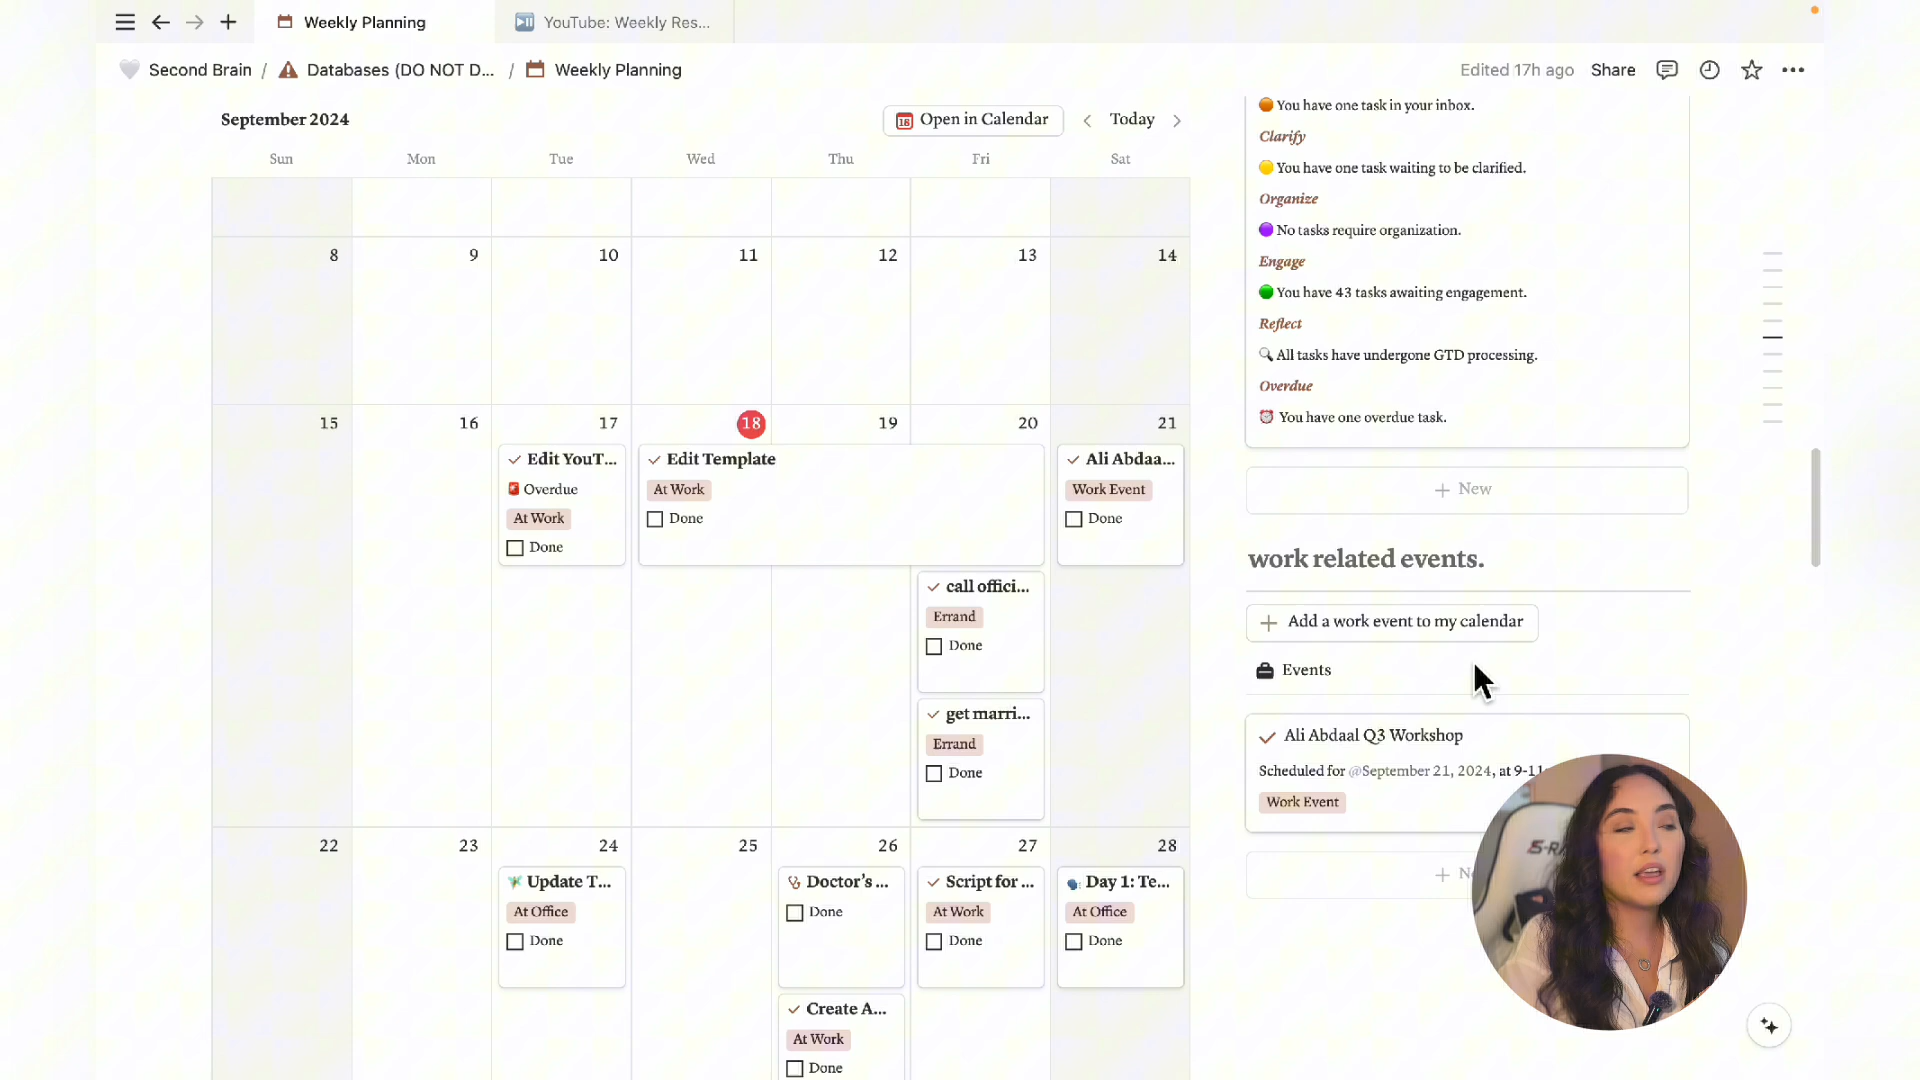 Weekly Planning
YouTube: Weekly Res...
Second Brain / Databases (DO NOT D... / Weekly Planning
Edited 17h ago Share
September 2024
Open in Calendar
Today
Sun Mon Tue Wed Thu Fri Sat
8 9 10 11 12 13 14
15 16 17 18 19 20 21
Edit YouT...
Overdue
At Work
Done
Edit Template
At Work
Done
Ali Abdaa...
Work Event
Done
call offici...
Errand
Done
get marri...
Errand
Done
22 23 24 25 26 27 28
Update T...
At Office
Done
Doctor's ...
Done
Script for ...
At Work
Done
Day 1: Te...
At Office
Done
Create A...
At Work
Done
You have one task in your inbox.
Clarify
You have one task waiting to be clarified.
Organize
No tasks require organization.
Engage
You have 43 tasks awaiting engagement.
Reflect
All tasks have undergone GTD processing.
Overdue
You have one overdue task.
New
work related events.
Add a work event to my calendar
Events
Ali Abdaal Q3 Workshop
Scheduled for @September 21, 2024, at 9-11
Work Event